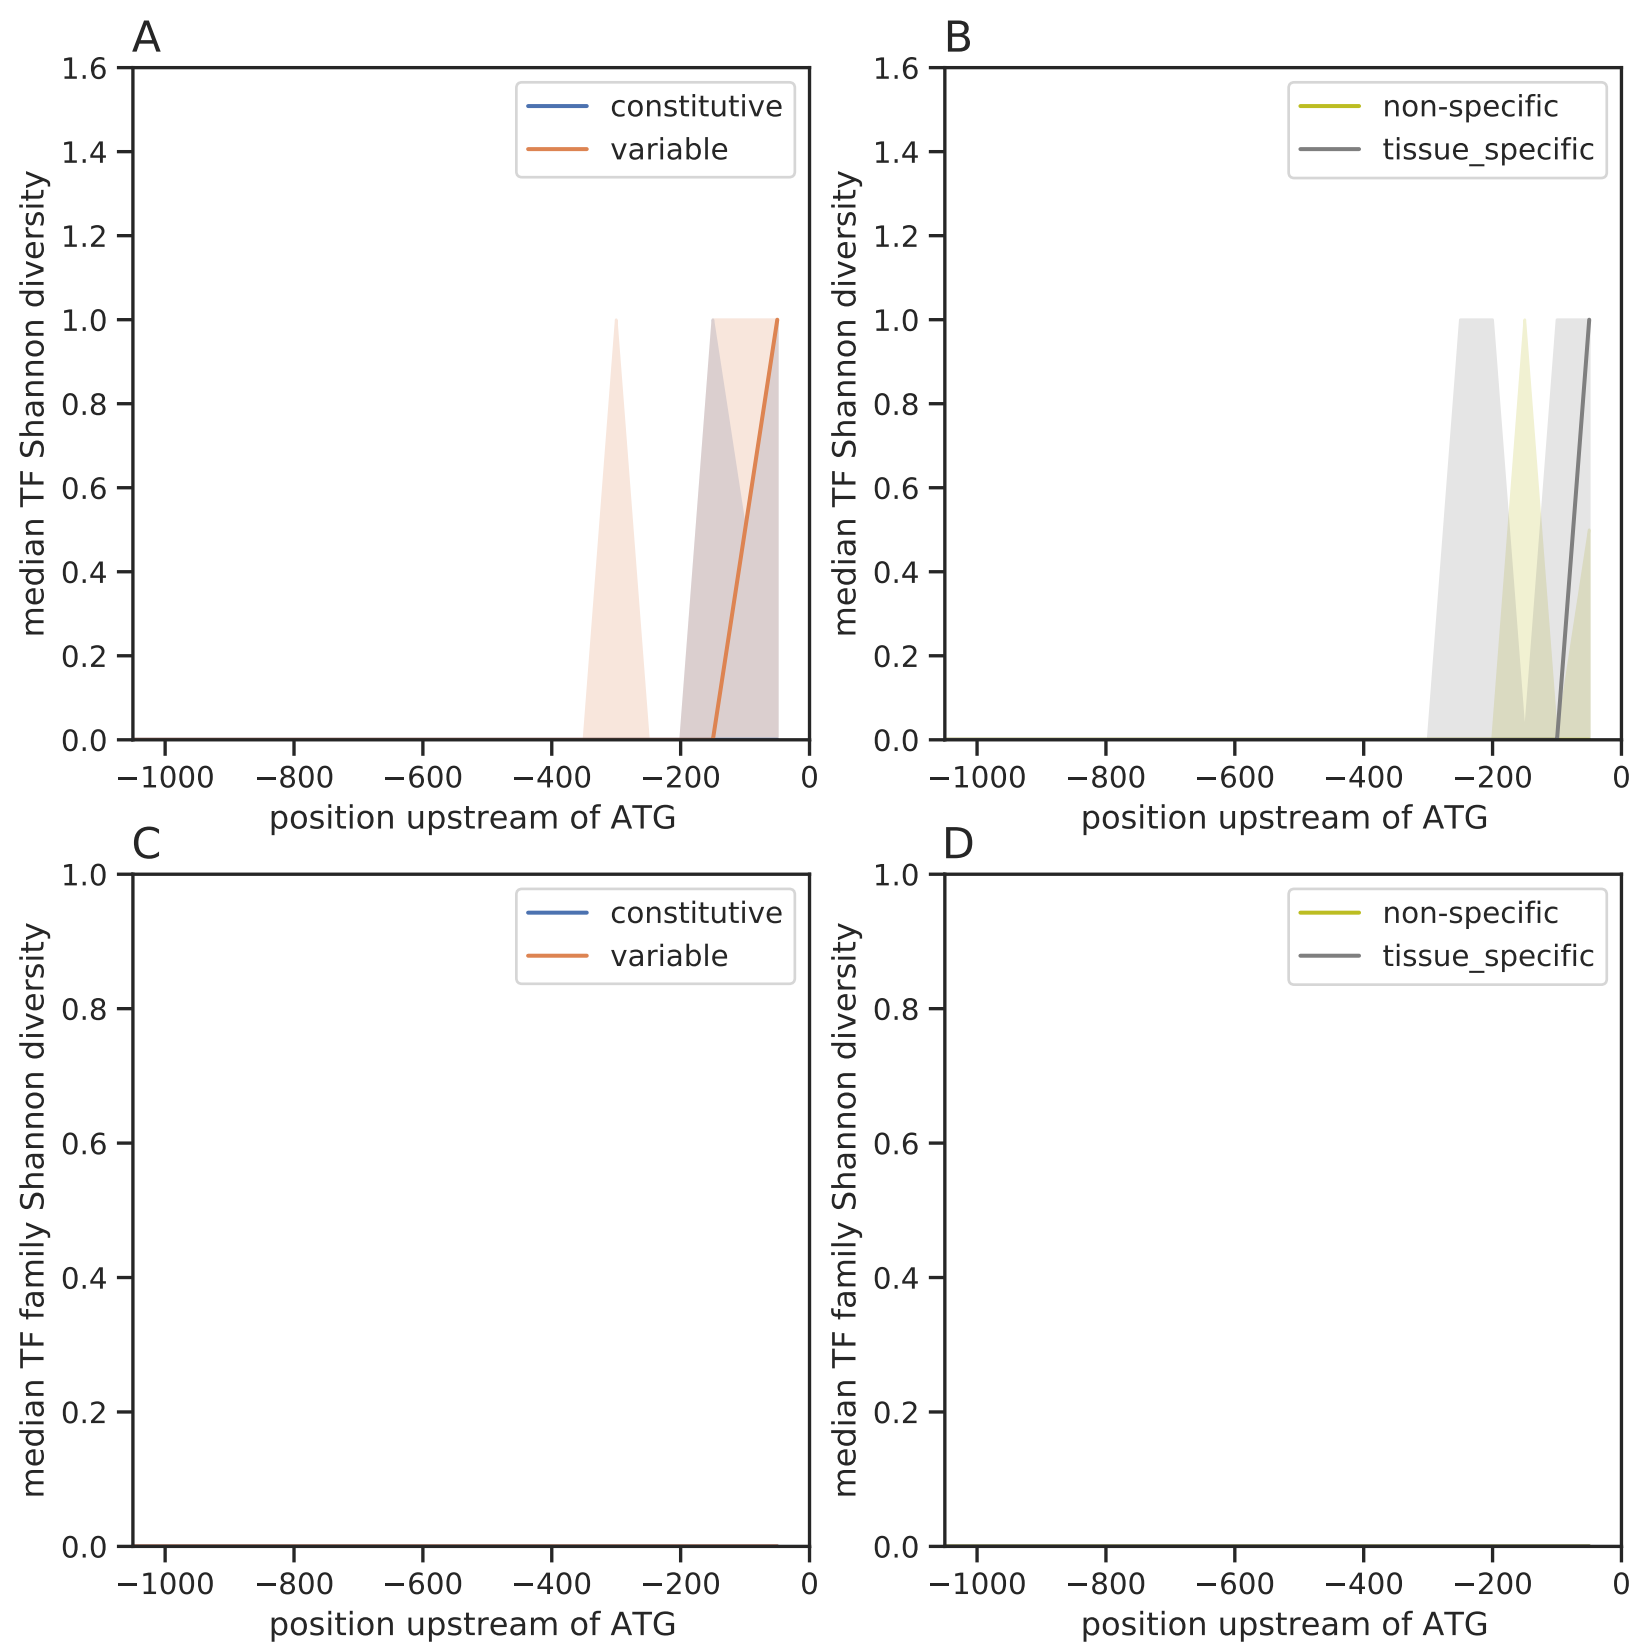 A
1.6
1.4
1.2
1.0
0.8
0.6
0.4
0.2
0.0
median TF Shannon diversity
constitutive
variable
−1000 −800 −600 −400 −200 0
position upstream of ATG
B
1.6
1.4
1.2
1.0
0.8
0.6
0.4
0.2
0.0
median TF Shannon diversity
non-specific
tissue_specific
−1000 −800 −600 −400 −200 0
position upstream of ATG
C
1.0
0.8
0.6
0.4
0.2
0.0
median TF family Shannon diversity
constitutive
variable
−1000 −800 −600 −400 −200 0
position upstream of ATG
D
1.0
0.8
0.6
0.4
0.2
0.0
median TF family Shannon diversity
non-specific
tissue_specific
−1000 −800 −600 −400 −200 0
position upstream of ATG